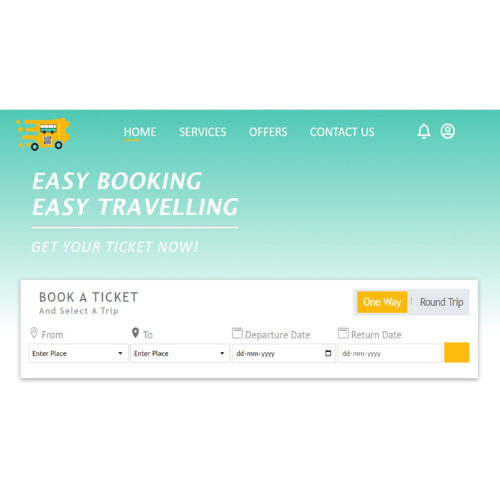 HOME SERVICES OFFERS CONTACT US
EASY BOOKING
EASY TRAVELLING
GET YOUR TICKET NOW!
BOOK A TICKET
And Select A Trip
One Way | Round Trip
From To Departure Date Return Date
Enter Place Enter Place dd-mm-yyyy dd-mm-yyyy